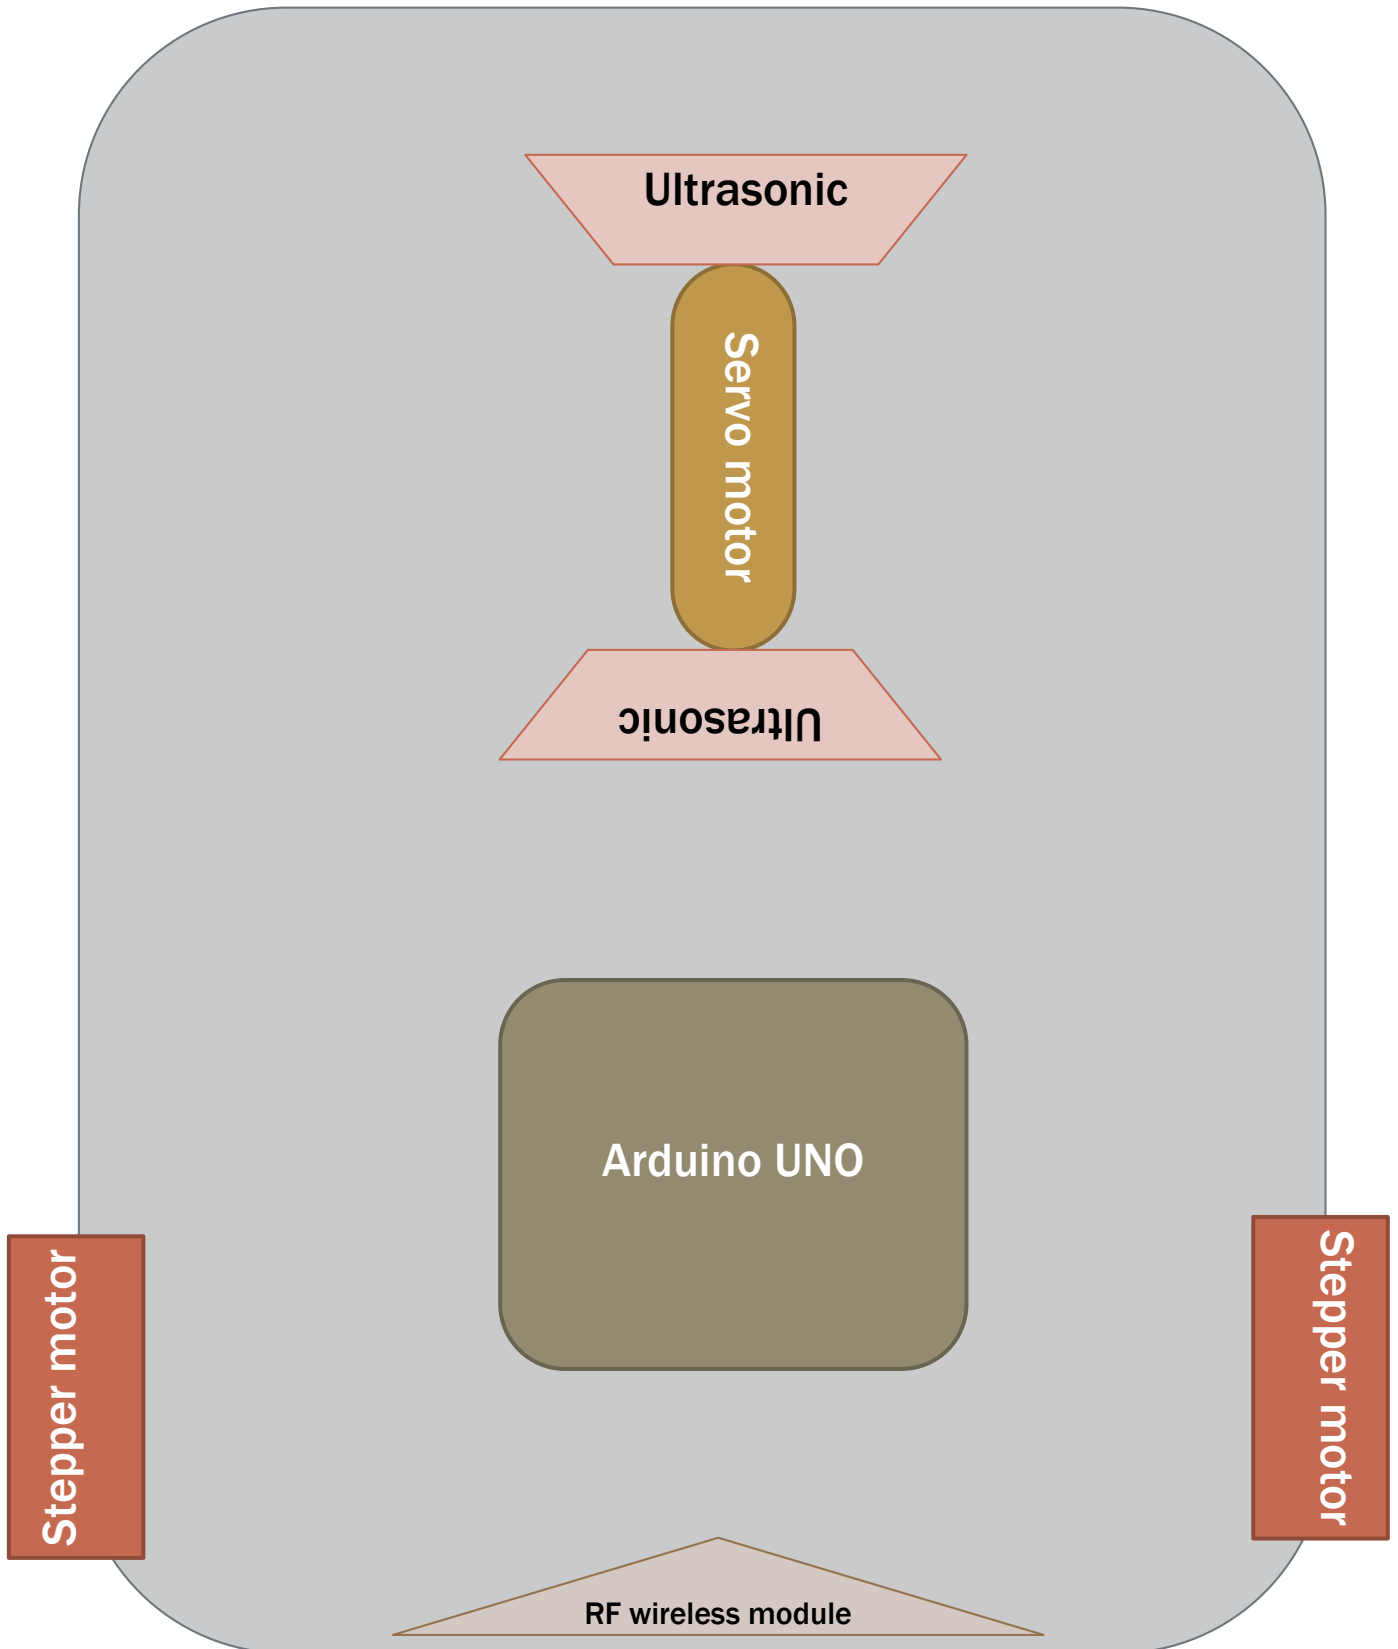 Ultrasonic
Servo motor
Ultrasonic
Arduino UNO
Stepper motor
Stepper motor
RF wireless module